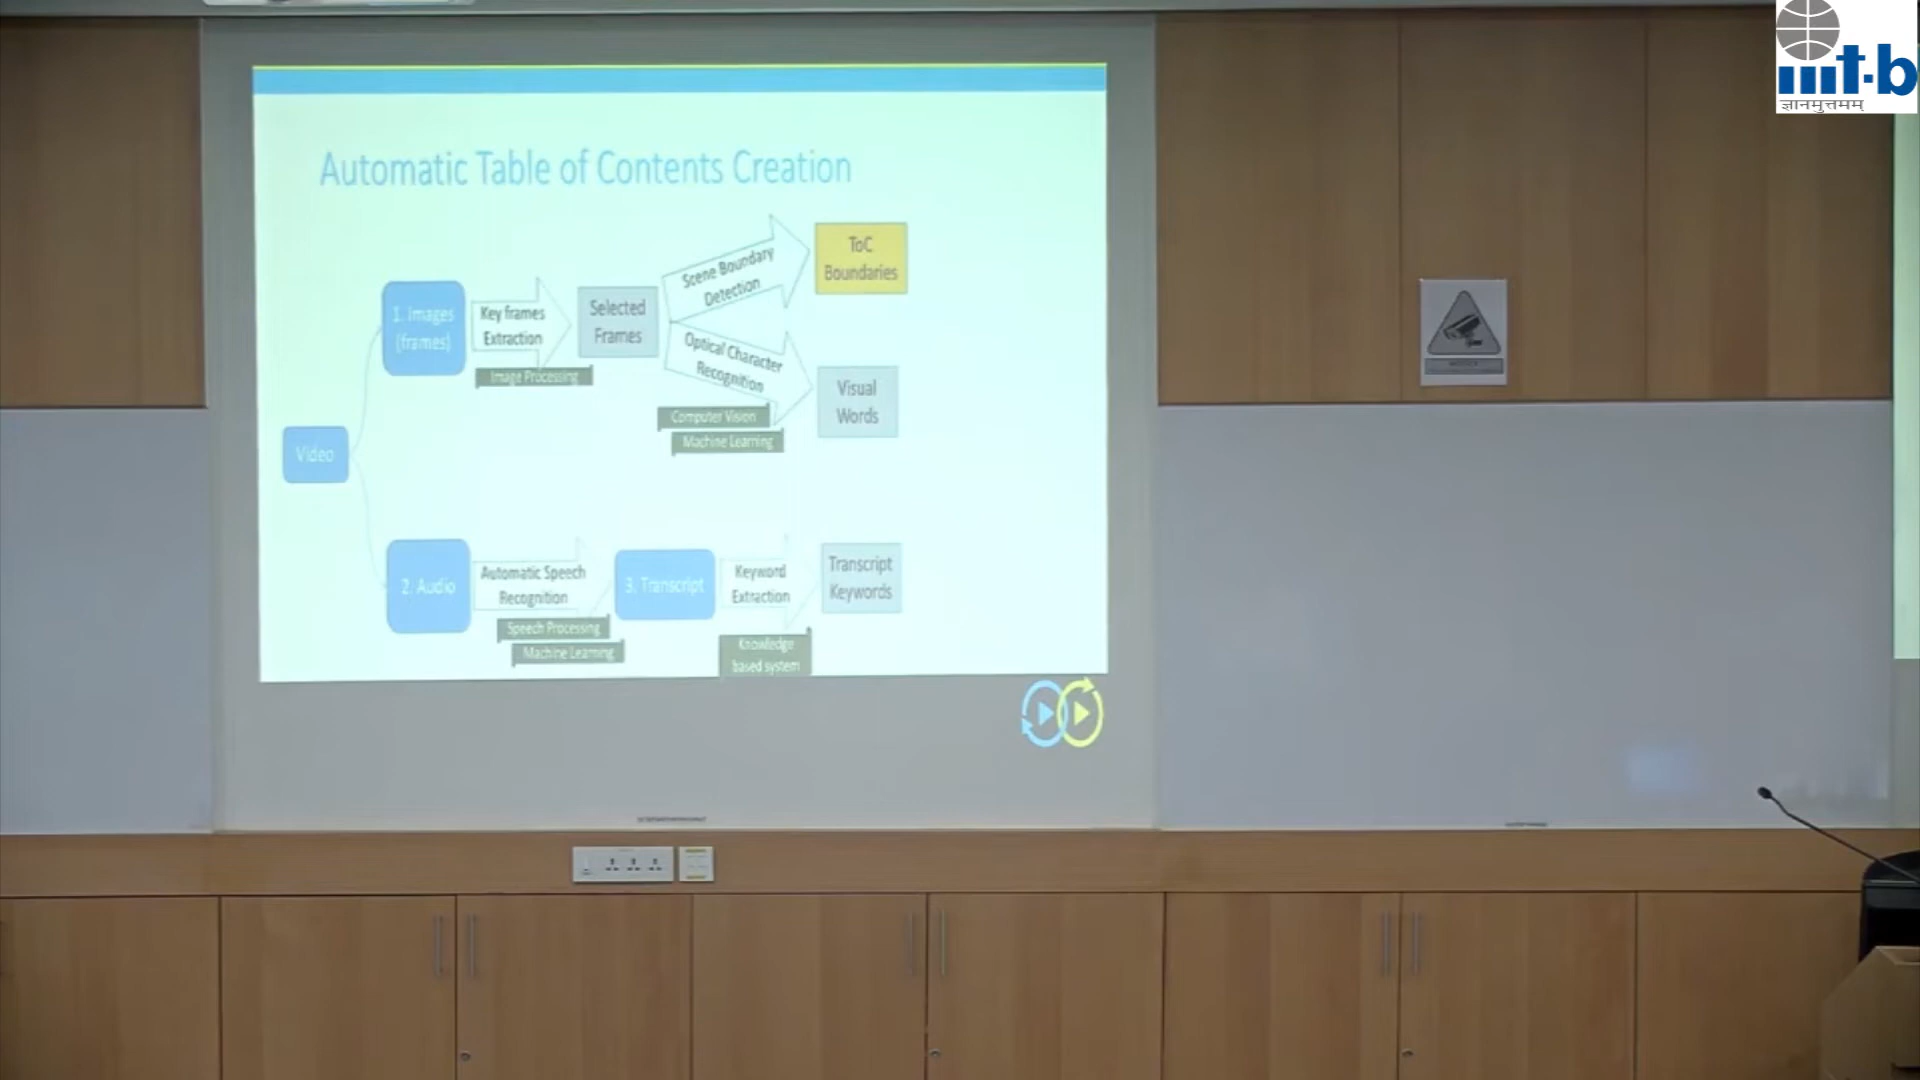 iiit-b
ज्ञानमुत्तमम्
Automatic Table of Contents Creation
Video
1. Images
(frames)
Key frames
Extraction
Image Processing
Selected
Frames
Scene Boundary
Detection
ToC
Boundaries
Optical Character
Recognition
Computer Vision
Machine Learning
Visual
Words
2. Audio
Automatic Speech
Recognition
Speech Processing
Machine Learning
3. Transcript
Keyword
Extraction
Knowledge
based system
Transcript
Keywords